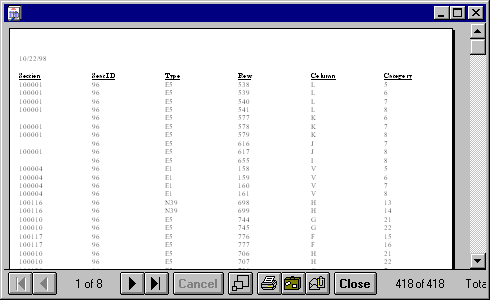 10/22/98
Session SessID Type Row Column Category
100001 96 E5 538 L 5
100001 96 E5 539 L 6
100001 96 E5 540 L 7
100001 96 E5 541 L 8
96 E5 577 K 6
100001 96 E5 578 K 7
100001 96 E5 579 K 8
96 E5 616 J 7
100001 96 E5 617 J 8
96 E5 655 I 8
100004 96 E1 158 V 5
100004 96 E1 159 V 6
100004 96 E1 160 V 7
100004 96 E1 161 V 8
100116 96 N39 698 H 13
100004 96 N39 699 H 14
100010 96 E5 744 G 21
100010 96 E5 745 G 22
100117 96 E5 776 F 15
100117 96 E5 777 F 16
100010 96 E5 706 H 21
100010 96 E5 707 H 22
1 of 8 Cancel Close 418 of 418